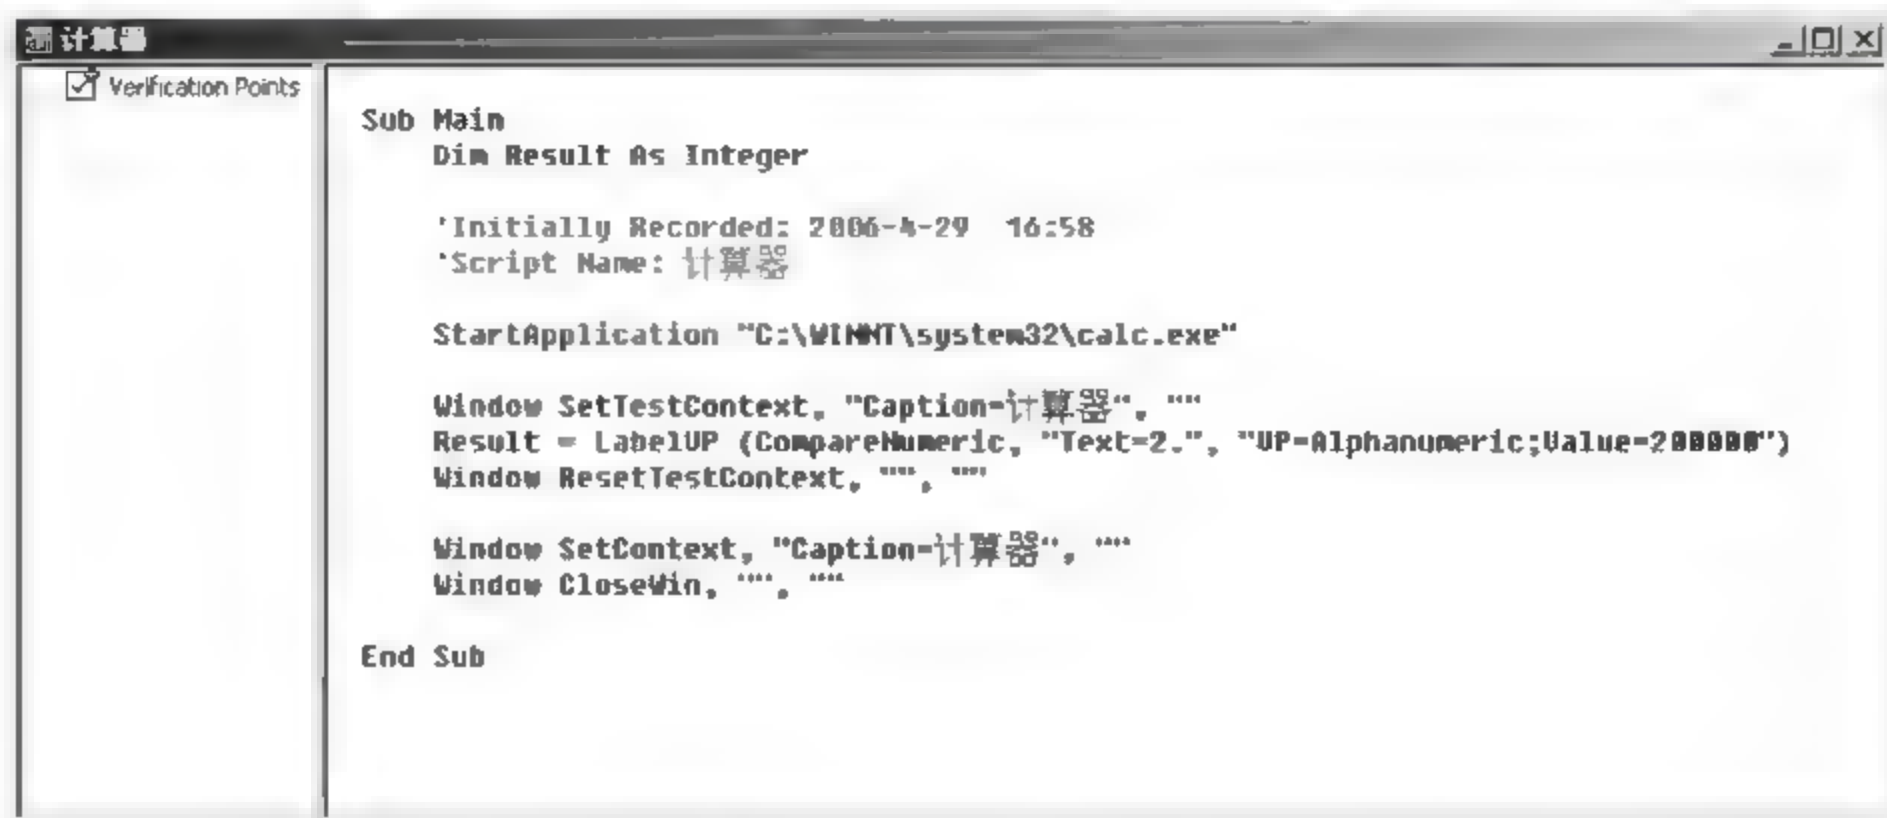 计算器
Verification Points
Sub Main
Dim Result As Integer
'Initially Recorded: 2006-4-29 16:58
'Script Name: 计算器
StartApplication "C:\WINNT\system32\calc.exe"
Window SetTestContext, "Caption=计算器", ""
Result = LabelVP (CompareNumeric, "Text=2.", "VP=Alphanumeric;Value=200000")
Window ResetTestContext, "", ""
Window SetContext, "Caption=计算器", ""
Window CloseWin, "", ""
End Sub